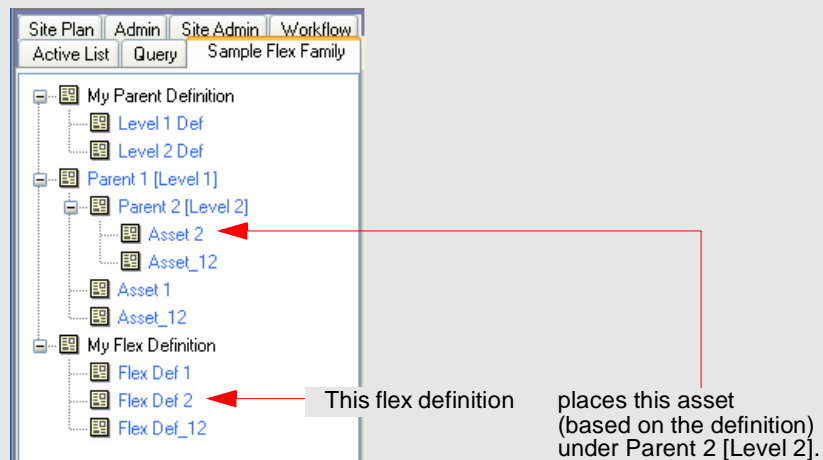 Site Plan Admin Site Admin Workflow
Active List Query Sample Flex Family
My Parent Definition
Level 1 Def
Level 2 Def
Parent 1 [Level 1]
Parent 2 [Level 2]
Asset 2
Asset_12
Asset 1
Asset_12
My Flex Definition
Flex Def 1
Flex Def 2
Flex Def_12
This flex definition
places this asset
(based on the definition)
under Parent 2 [Level 2].